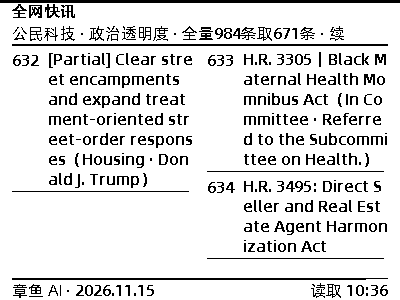 全网快讯
公民科技 · 政治透明度 · 全量984条取671条 · 续
632 [Partial] Clear stre
et encampments
and expand treat
ment-oriented str
eet-order respons
es（Housing · Don
ald J. Trump）
633 H.R. 3305 | Black M
aternal Health Mo
mnibus Act（In Co
mmittee · Referre
d to the Subcommi
ttee on Health.）
634 H.R. 3495: Direct S
eller and Real Est
ate Agent Harmon
ization Act
章鱼 AI · 2026.11.15
读取 10:36